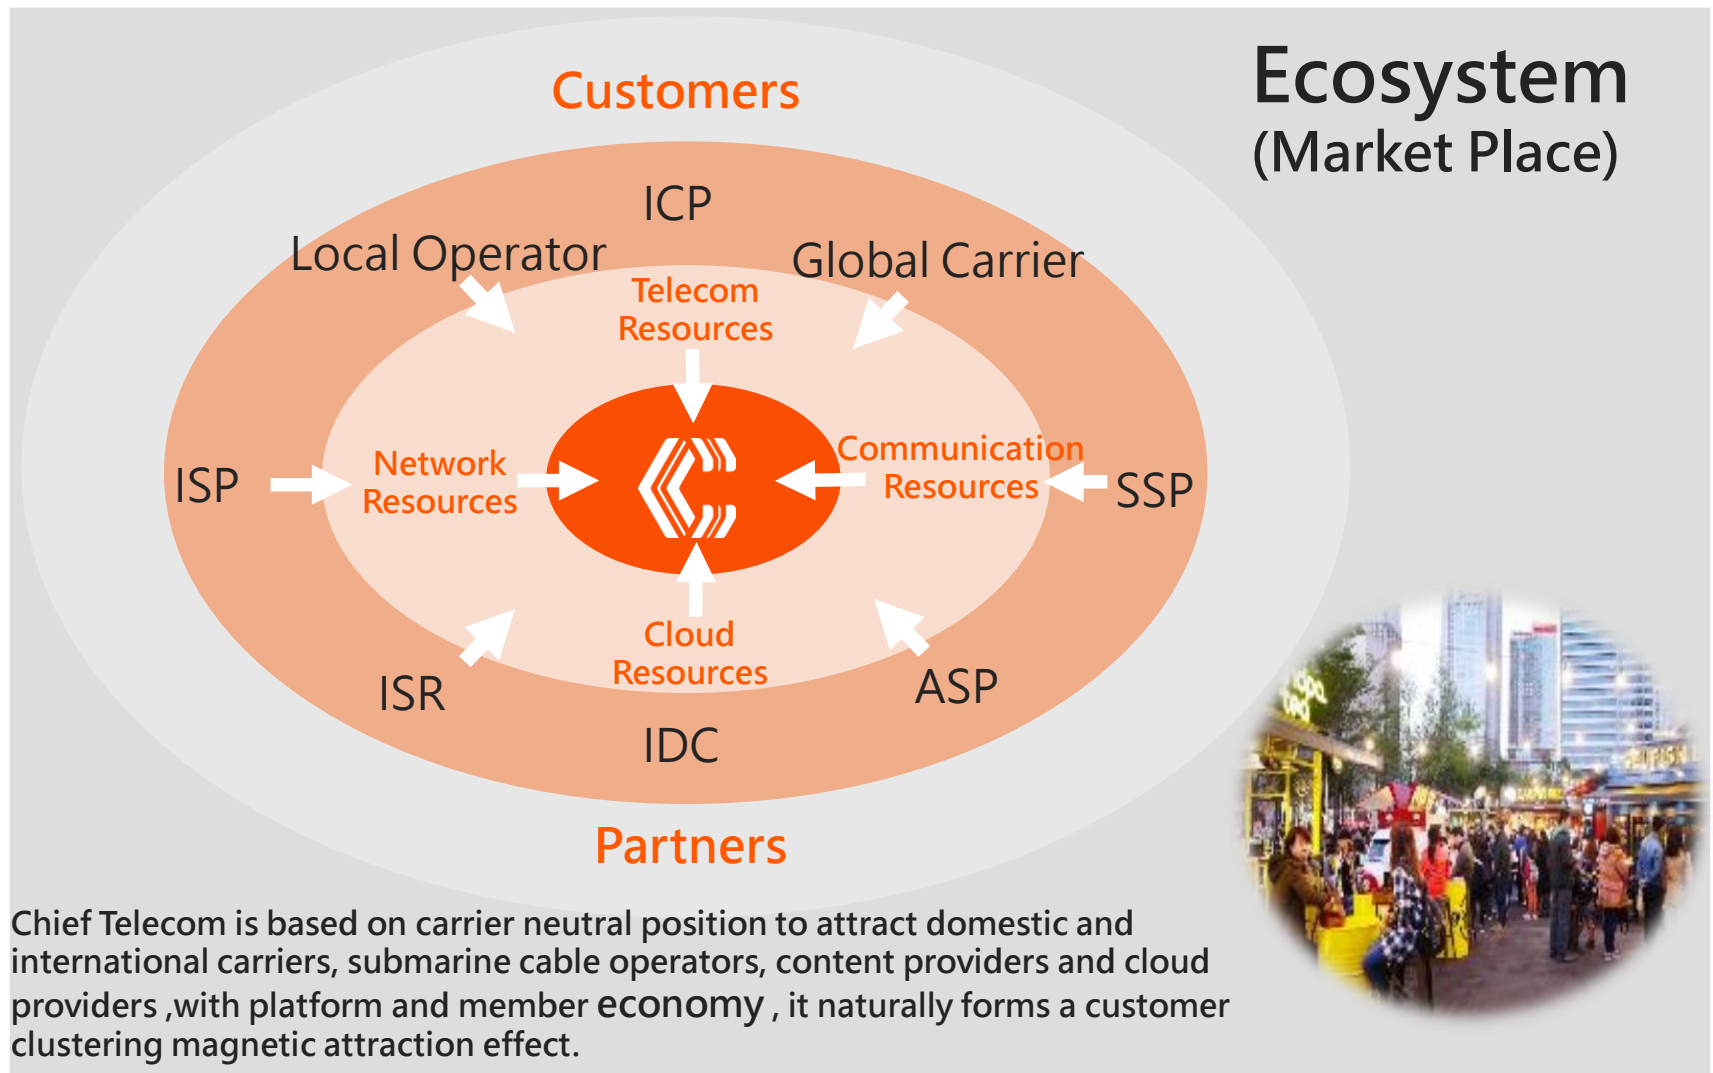 Ecosystem
(Market Place)
Customers
ICP
Local Operator
Global Carrier
Telecom
Resources
ISP
Network
Resources
Communication
Resources
SSP
Cloud
Resources
ISR
ASP
IDC
Partners
Chief Telecom is based on carrier neutral position to attract domestic and
international carriers, submarine cable operators, content providers and cloud
providers ,with platform and member economy , it naturally forms a customer
clustering magnetic attraction effect.